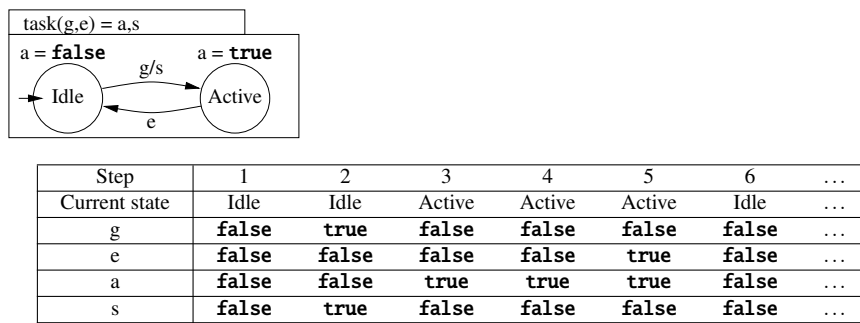 task(g,e) = a,s
a = false a = true
g/s
Idle Active
e
Step 1 2 3 4 5 6 ...
Current state Idle Idle Active Active Active Idle ...
g false true false false false false ...
e false false false false true false ...
a false false true true true false ...
s false true false false false false ...